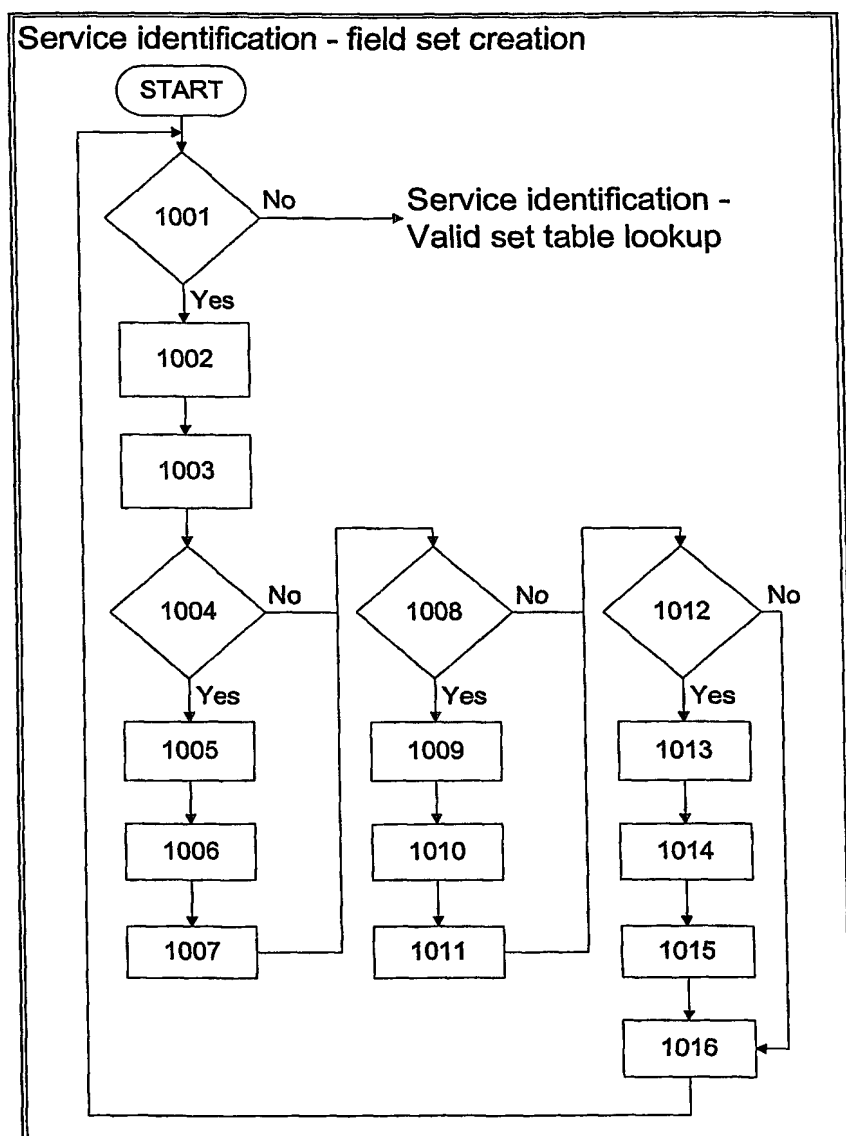 Service identification - field set creation
START
1001
No
Service identification -
Valid set table lookup
Yes
1002
1003
1004
No
1008
No
1012
No
Yes
Yes
Yes
1005
1009
1013
1006
1010
1014
1007
1011
1015
1016